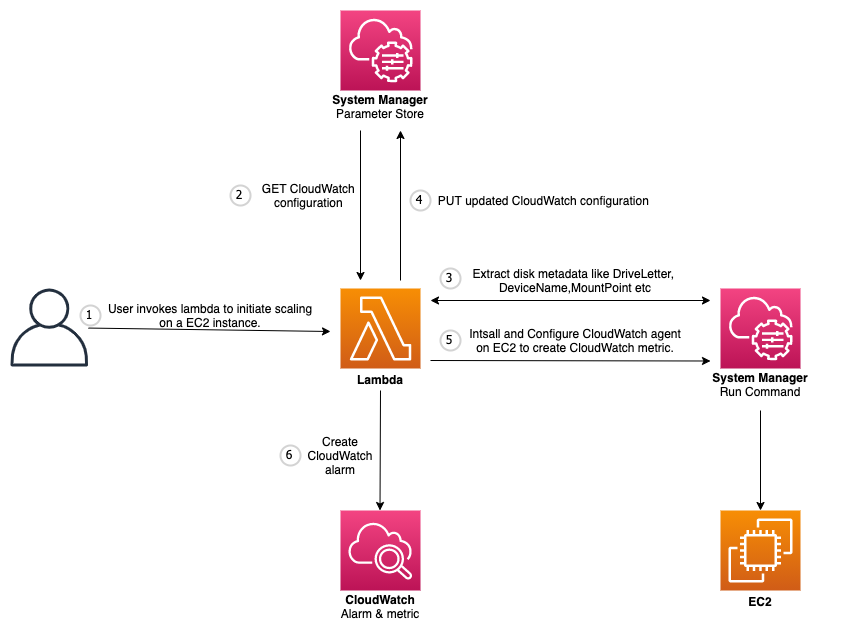 System Manager
Parameter Store
2
GET CloudWatch
configuration
4
PUT updated CloudWatch configuration
3
Extract disk metadata like DriveLetter,
DeviceName,MountPoint etc
1
User invokes lambda to initiate scaling
on a EC2 instance.
5
Intsall and Configure CloudWatch agent
on EC2 to create CloudWatch metric.
Lambda
System Manager
Run Command
6
Create
CloudWatch
alarm
CloudWatch
Alarm & metric
EC2